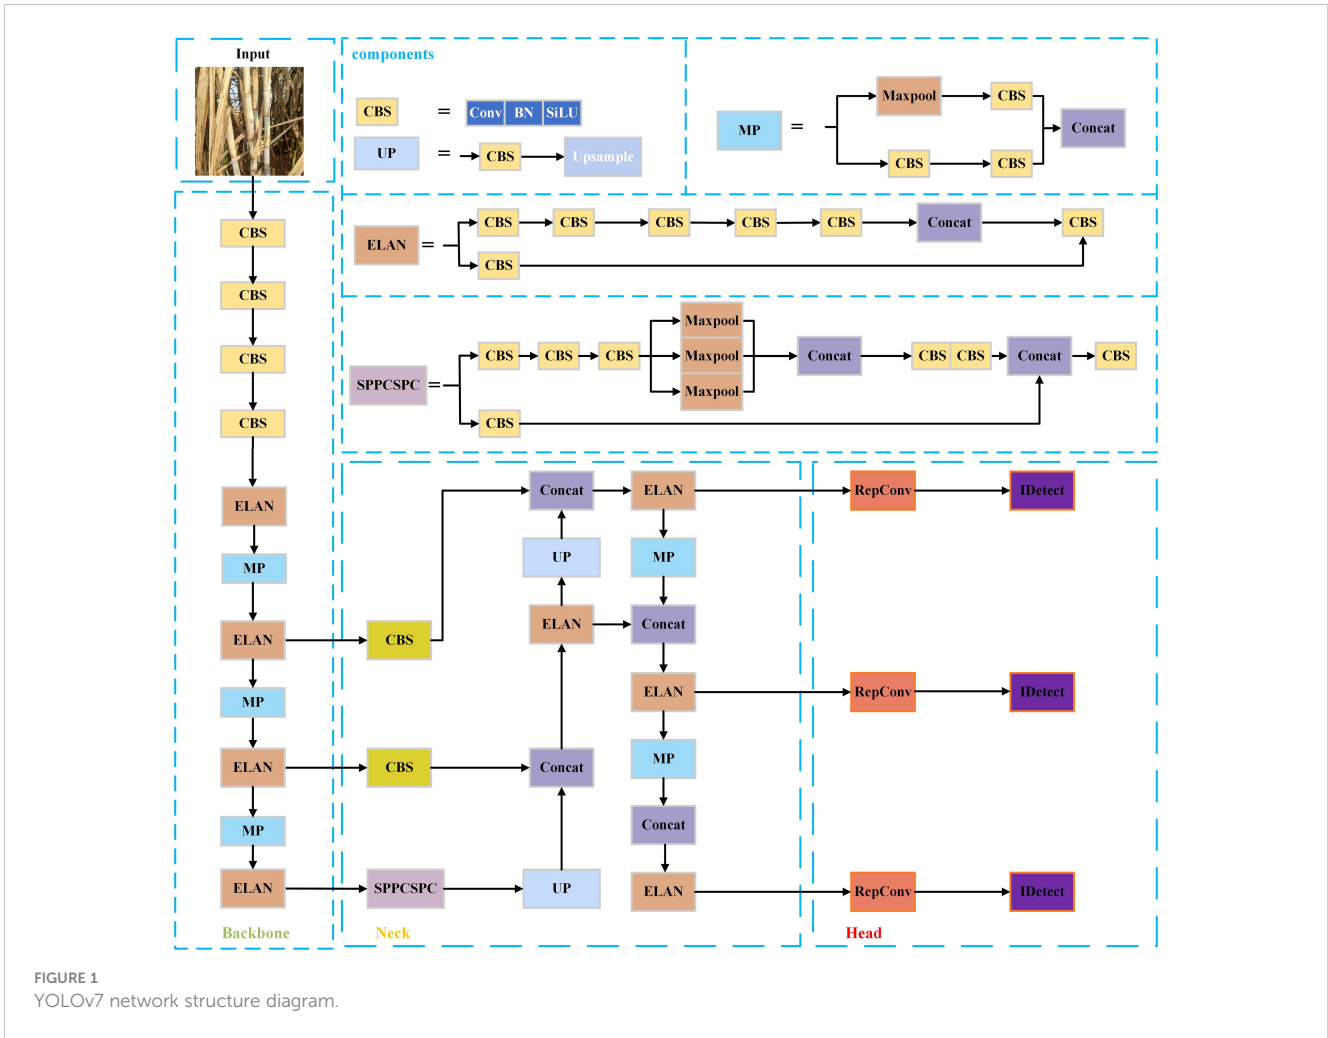 Input
components
CBS = Conv BN SiLU
UP = CBS Upsample
MP = Maxpool CBS Concat
CBS CBS
ELAN = CBS CBS CBS CBS CBS Concat CBS
CBS
SPPCSPC = CBS CBS CBS Maxpool Maxpool Maxpool Concat CBS CBS Concat CBS
CBS
CBS
CBS
CBS
CBS
ELAN
MP
ELAN
MP
ELAN
MP
ELAN
Backbone
CBS
CBS
SPPCSPC
Concat
UP
ELAN
Concat
UP
ELAN
MP
Concat
ELAN
MP
Concat
ELAN
Neck
RepConv IDetect
RepConv IDetect
RepConv IDetect
Head
FIGURE 1
YOLOv7 network structure diagram.